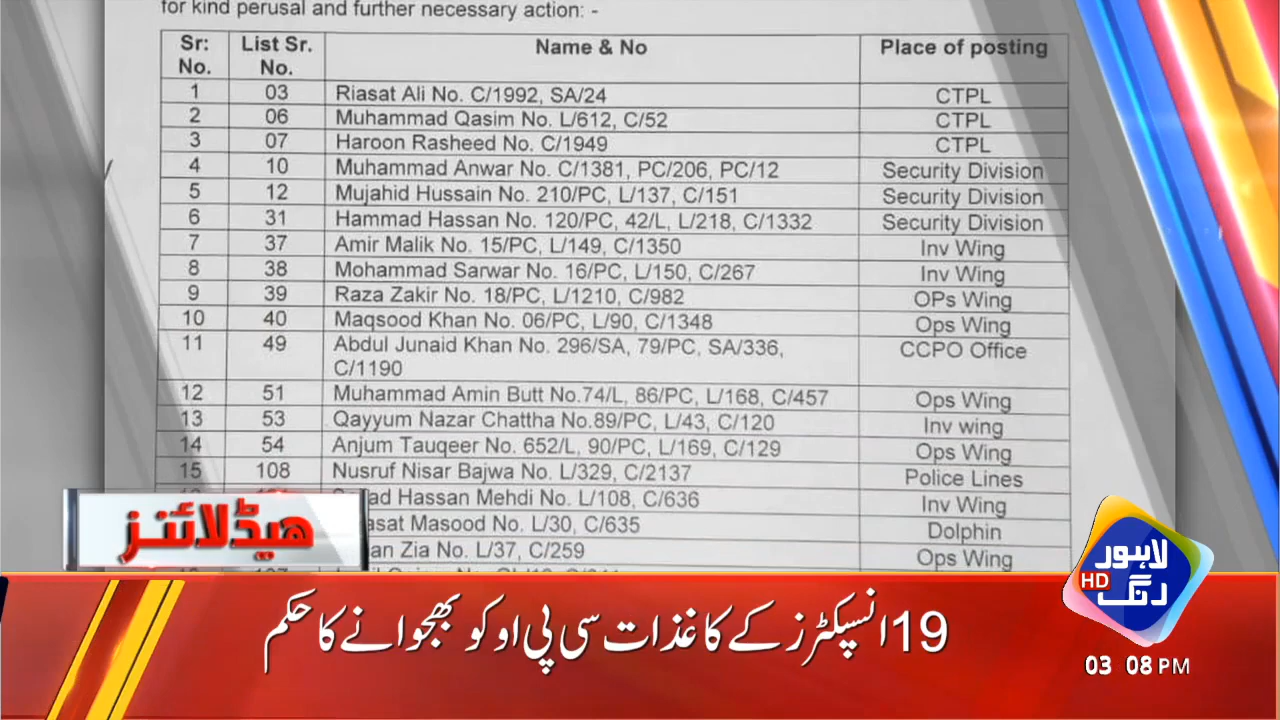 for kind perusal and further necessary action: -
Sr: No. List Sr. No. Name & No Place of posting
1 03 Riasat Ali No. C/1992, SA/24 CTPL
2 06 Muhammad Qasim No. L/612, C/52 CTPL
3 07 Haroon Rasheed No. C/1949 CTPL
4 10 Muhammad Anwar No. C/1381, PC/206, PC/12 Security Division
5 12 Mujahid Hussain No. 210/PC, L/137, C/151 Security Division
6 31 Hammad Hassan No. 120/PC, 42/L, L/218, C/1332 Security Division
7 37 Amir Malik No. 15/PC, L/149, C/1350 Inv Wing
8 38 Mohammad Sarwar No. 16/PC, L/150, C/267 Inv Wing
9 39 Raza Zakir No. 18/PC, L/1210, C/982 OPs Wing
10 40 Maqsood Khan No. 06/PC, L/90, C/1348 Ops Wing
11 49 Abdul Junaid Khan No. 296/SA, 79/PC, SA/336, CCPO Office
C/1190
12 51 Muhammad Amin Butt No.74/L, 86/PC, L/168, C/457 Ops Wing
13 53 Qayyum Nazar Chattha No.89/PC, L/43, C/120 Inv wing
14 54 Anjum Tauqeer No. 652/L, 90/PC, L/169, C/129 Ops Wing
15 108 Nusruf Nisar Bajwa No. L/329, C/2137 Police Lines
Hassan Mehdi No. L/108, C/636 Inv Wing
Masood No. L/30, C/635 Dolphin
Zia No. L/37, C/259 Ops Wing
ہیڈلائنز
لاہور
رنگ HD
19 انسپکٹرز کے کاغذات سی پی او کو بھجوانے کا حکم
03 08 PM